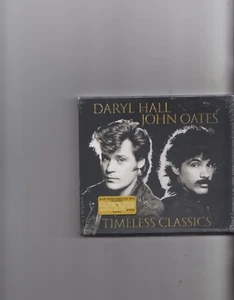 DARYL HALL
JOHN OATES
TIMELESS CLASSICS